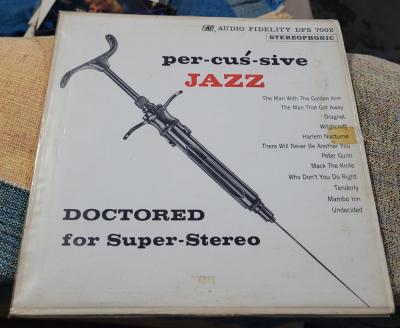 AUDIO FIDELITY DFS 7002
STEREOPHONIC
per-cuś-sive
JAZZ
The Man With The Golden Arm
The Man That Got Away
Dragnet
Witchcraft
Harlem Nocturne
There Will Never Be Another You
Peter Gunn
Mack The Knife
Why Don't You Do Right
Tenderly
Mambo Inn
Undecided
DOCTORED
for Super-Stereo